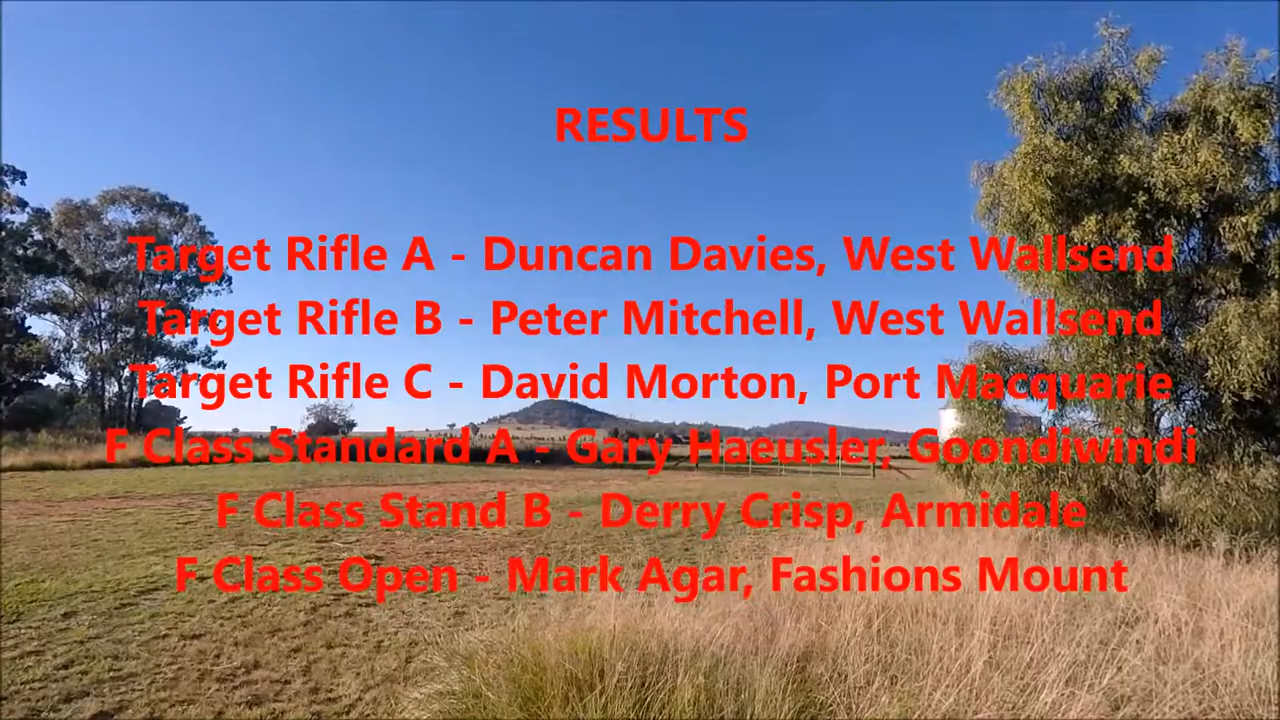 RESULTS
Target Rifle A - Duncan Davies, West Wallsend
Target Rifle B - Peter Mitchell, West Wallsend
Target Rifle C - David Morton, Port Macquarie
F Class Standard A - Gary Haeusler, Goondiwindi
F Class Stand B - Derry Crisp, Armidale
F Class Open - Mark Agar, Fashions Mount